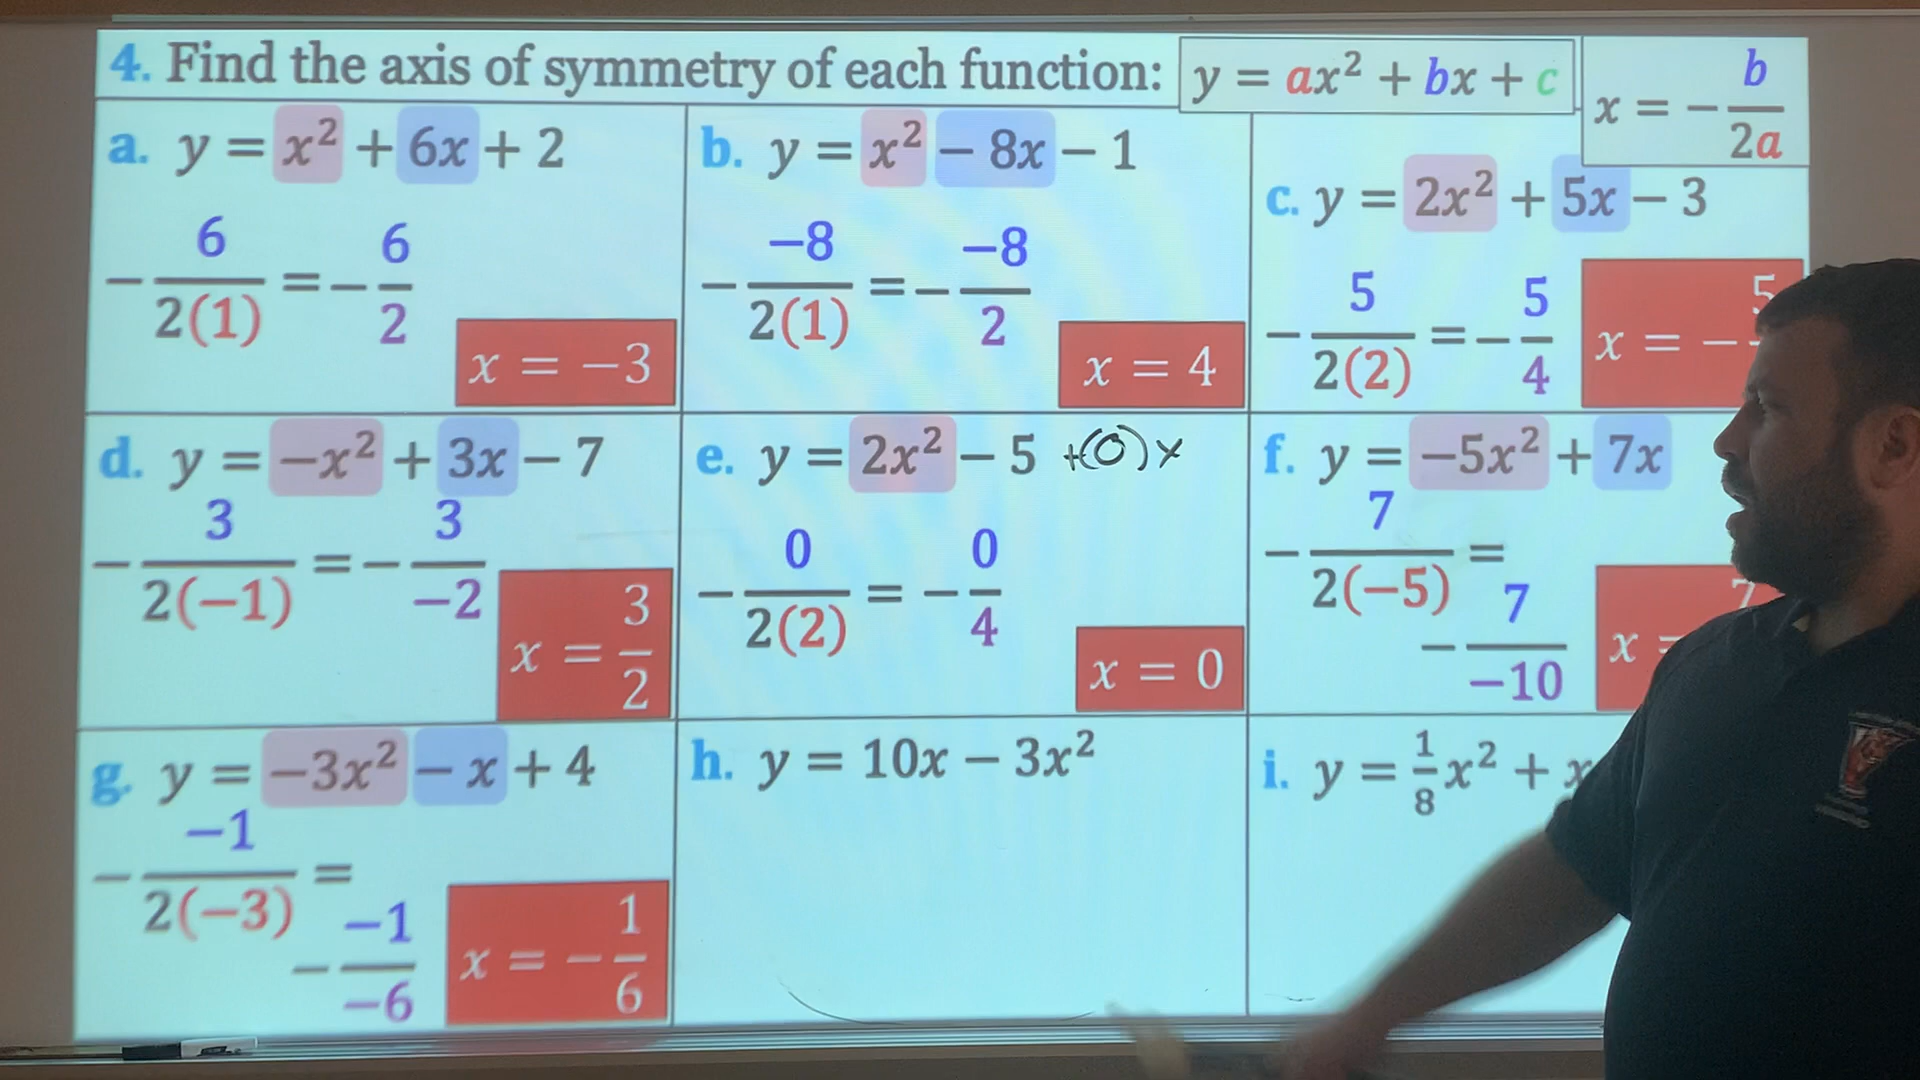 4. Find the axis of symmetry of each function:
y = ax² + bx + c
x = − b/2a
a. y = x² + 6x + 2
− 6/2(1) = − 6/2
x = −3
b. y = x² − 8x − 1
− −8/2(1) = − −8/2
x = 4
c. y = 2x² + 5x − 3
− 5/2(2) = − 5/4
x = − 5
d. y = −x² + 3x − 7
− 3/2(−1) = − 3/−2
x = 3/2
e. y = 2x² − 5 +(0)x
− 0/2(2) = − 0/4
x = 0
f. y = −5x² + 7x
− 7/2(−5) =
− 7/−10
x = 7
g. y = −3x² − x + 4
− −1/2(−3) =
− −1/−6
x = − 1/6
h. y = 10x − 3x²
i. y = 1/8x² + x